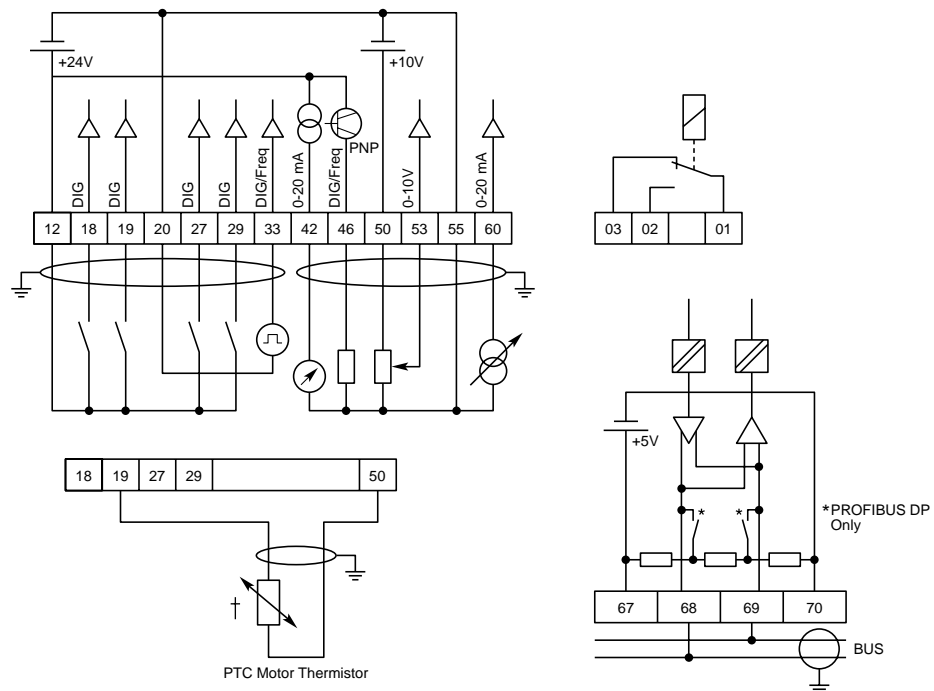 +24V
+10V
PNP
DIG
DIG
DIG
DIG
DIG/Freq
0-20 mA
DIG/Freq
0-10V
0-20 mA
12 18 19 20 27 29 33 42 46 50 53 55 60
03 02 01
+5V
* *
*PROFIBUS DP
Only
67 68 69 70
BUS
18 19 27 29 50
†
PTC Motor Thermistor